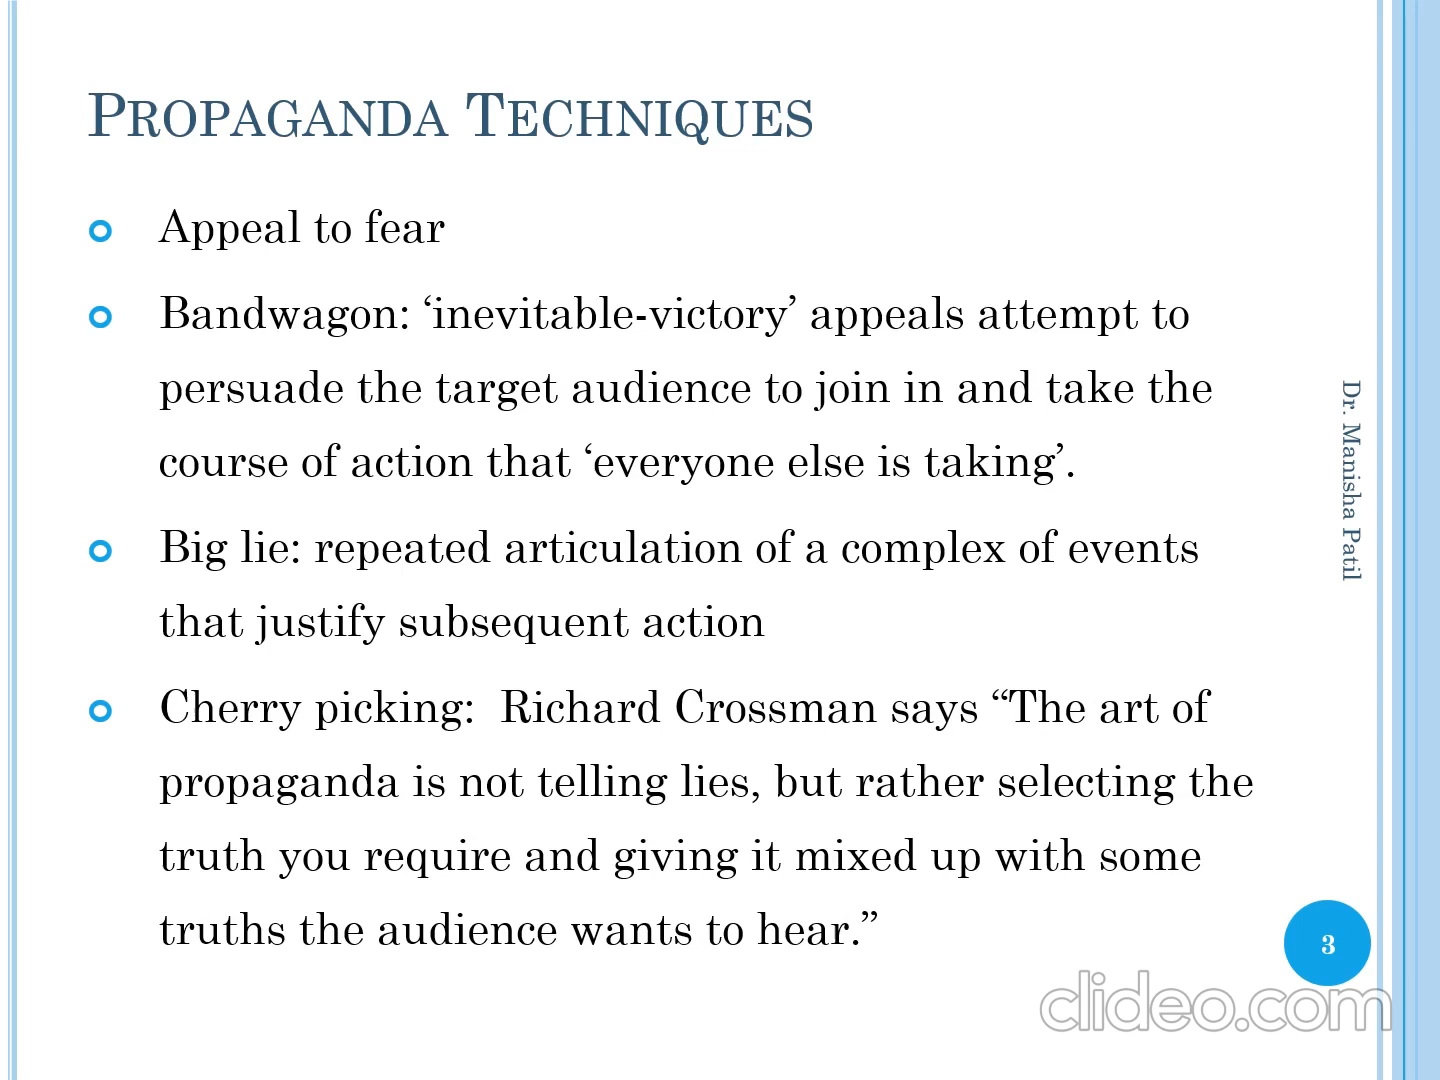 PROPAGANDA TECHNIQUES
Appeal to fear
Bandwagon: ‘inevitable-victory’ appeals attempt to
persuade the target audience to join in and take the
course of action that ‘everyone else is taking’.
Big lie: repeated articulation of a complex of events
that justify subsequent action
Cherry picking:  Richard Crossman says “The art of
propaganda is not telling lies, but rather selecting the
truth you require and giving it mixed up with some
truths the audience wants to hear.”
Dr. Manisha Patil
3
clideo.com